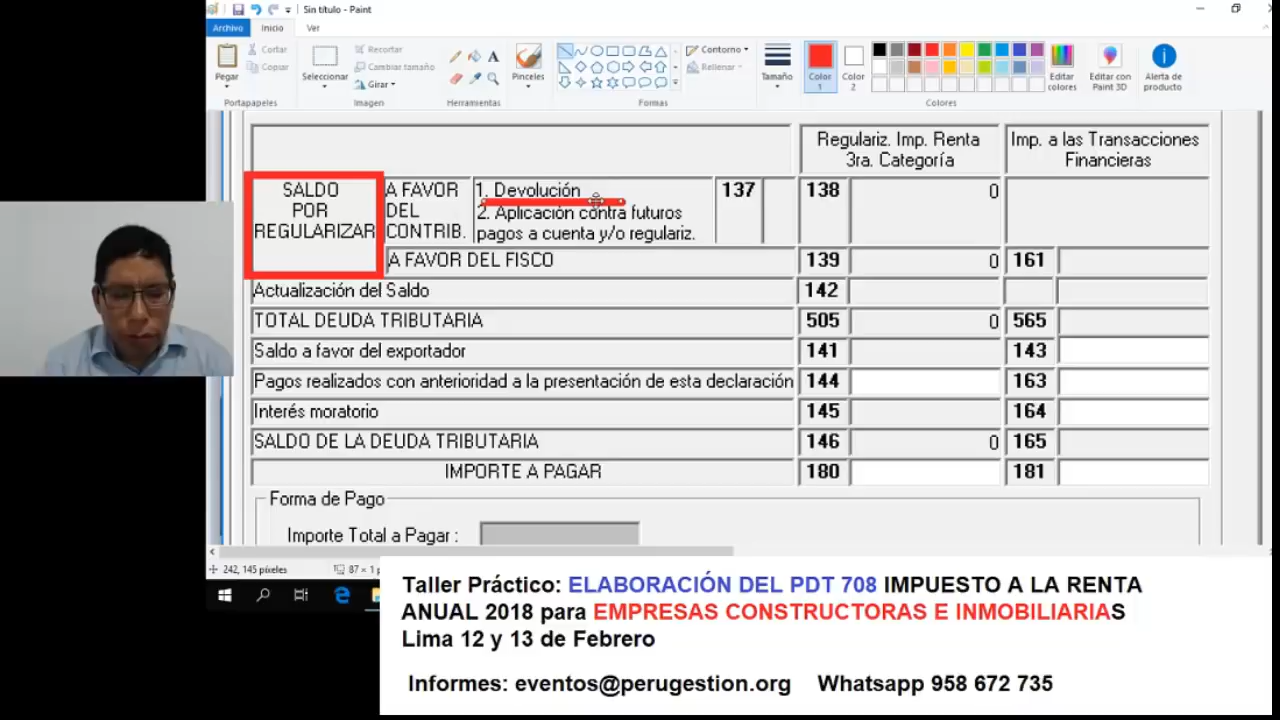 Sin título - Paint
Archivo Inicio Ver
Pegar
Cortar
Copiar
Portapapeles
Seleccionar
Recortar
Cambiar tamaño
Girar
Imagen
A
Herramientas
Pinceles
Contorno
Rellenar
Formas
Tamaño
Color 1
Color 2
Editar colores
Editar con Paint 3D
Alerta de producto
Colores
Regulariz. Imp. Renta
3ra. Categoría
Imp. a las Transacciones
Financieras
SALDO
POR
REGULARIZAR
A FAVOR
DEL
CONTRIB.
1. Devolución
2. Aplicación contra futuros
pagos a cuenta y/o regulariz.
137 138 0
A FAVOR DEL FISCO 139 0 161
Actualización del Saldo 142
TOTAL DEUDA TRIBUTARIA 505 0 565
Saldo a favor del exportador 141 143
Pagos realizados con anterioridad a la presentación de esta declaración 144 163
Interés moratorio 145 164
SALDO DE LA DEUDA TRIBUTARIA 146 0 165
IMPORTE A PAGAR 180 181
Forma de Pago
Importe Total a Pagar :
242, 145 píxeles
Taller Práctico: ELABORACIÓN DEL PDT 708 IMPUESTO A LA RENTA
ANUAL 2018 para EMPRESAS CONSTRUCTORAS E INMOBILIARIAS
Lima 12 y 13 de Febrero
Informes: eventos@perugestion.org Whatsapp 958 672 735